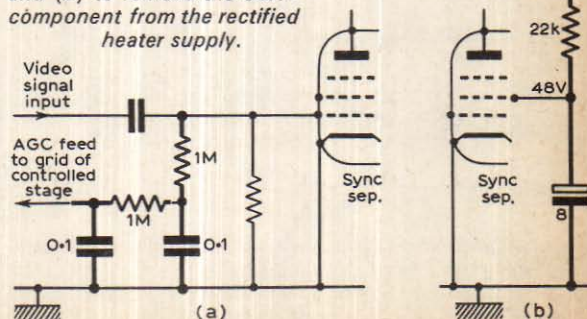 component from the rectified
heater supply.
Video
signal
input
AGC feed
to grid of
controlled
stage
1M
1M
0·1
0·1
Sync
sep.
(a)
22k
48V
Sync
sep.
8
(b)